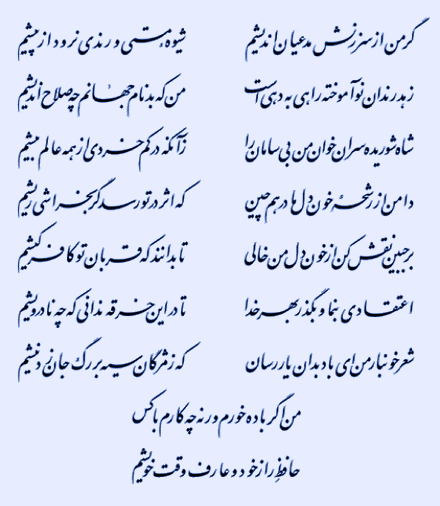 گر من از سرزنش مدعیان اندیشم شیوه مستی و رندی نرود از پیشم
زهد رندان نوآموخته راهی به دهی است من که بدنام جهانم چه صلاح اندیشم
شاه شوریده سران خوان من بی سامان را زآنکه در کم خردی از همه عالم بیشم
دامن از رشحهٔ خون دل ما درهم چین که اثر در تو رسد گر بخراشی ریشم
بر جبین نقش کن از خون دل من خالی تا بدانند که قربان تو کافر کیشم
اعتقادی بنما و بگذر بهر خدا تا در این خرقه ندانی که چه نادرویشم
شعر خونبار من ای باد بدان یار رسان که ز مژگان سیه بر رگ جان زد نیشم
من اگر باده خورم ورنه چه کارم با کس
حافظ راز خود و عارف وقت خویشم